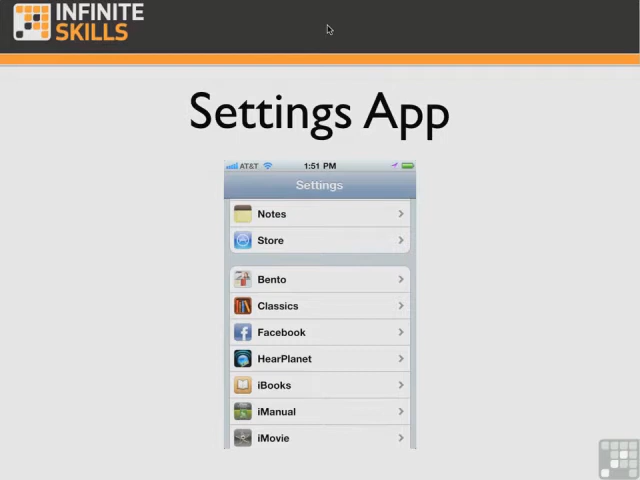 INFINITE
SKILLS
Settings App
AT&T 1:51 PM
Settings
Notes
Store
Bento
Classics
Facebook
HearPlanet
iBooks
iManual
iMovie